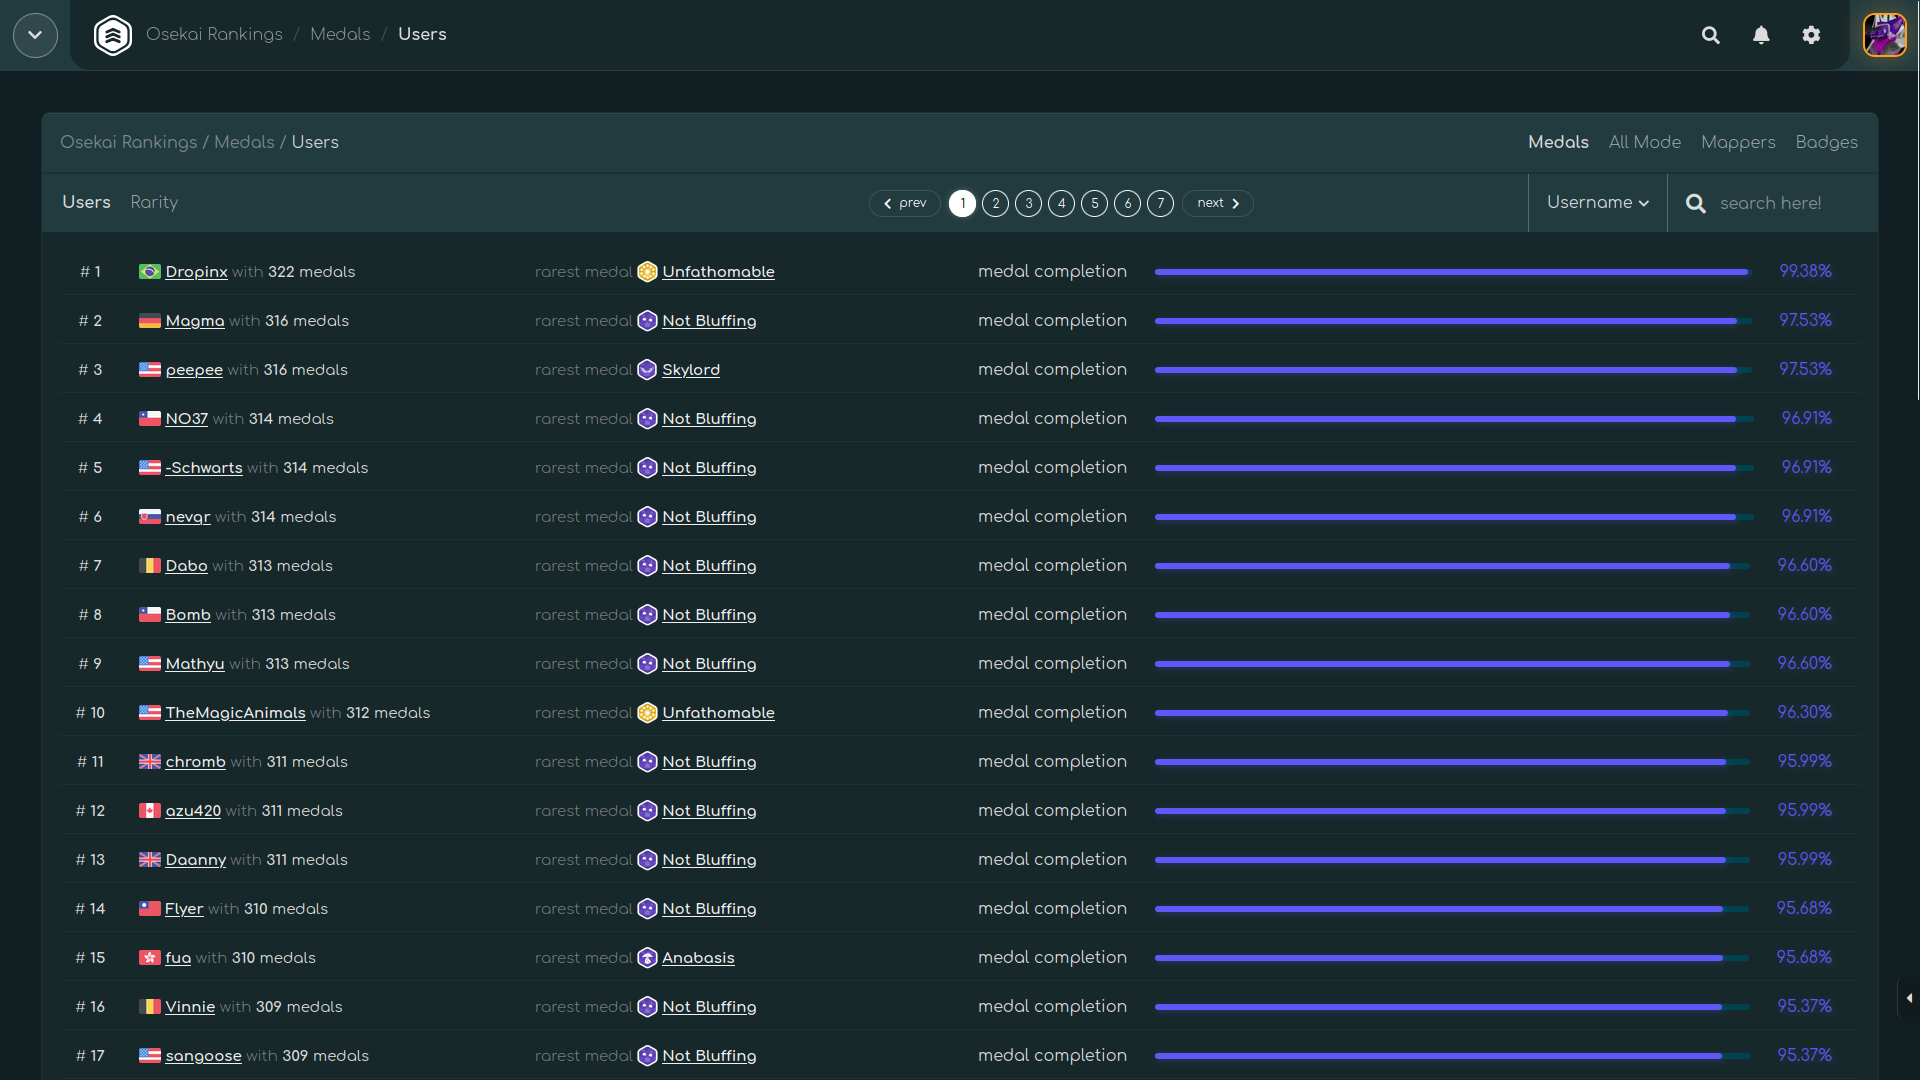 Osekai Rankings / Medals / Users
Osekai Rankings / Medals / Users
Medals All Mode Mappers Badges
Users Rarity
prev 1 2 3 4 5 6 7 next
Username
search here!
# 1 Dropinx with 322 medals rarest medal Unfathomable medal completion 99.38%
# 2 Magma with 316 medals rarest medal Not Bluffing medal completion 97.53%
# 3 peepee with 316 medals rarest medal Skylord medal completion 97.53%
# 4 NO37 with 314 medals rarest medal Not Bluffing medal completion 96.91%
# 5 -Schwarts with 314 medals rarest medal Not Bluffing medal completion 96.91%
# 6 nevqr with 314 medals rarest medal Not Bluffing medal completion 96.91%
# 7 Dabo with 313 medals rarest medal Not Bluffing medal completion 96.60%
# 8 Bomb with 313 medals rarest medal Not Bluffing medal completion 96.60%
# 9 Mathyu with 313 medals rarest medal Not Bluffing medal completion 96.60%
# 10 TheMagicAnimals with 312 medals rarest medal Unfathomable medal completion 96.30%
# 11 chromb with 311 medals rarest medal Not Bluffing medal completion 95.99%
# 12 azu420 with 311 medals rarest medal Not Bluffing medal completion 95.99%
# 13 Daanny with 311 medals rarest medal Not Bluffing medal completion 95.99%
# 14 Flyer with 310 medals rarest medal Not Bluffing medal completion 95.68%
# 15 fua with 310 medals rarest medal Anabasis medal completion 95.68%
# 16 Vinnie with 309 medals rarest medal Not Bluffing medal completion 95.37%
# 17 sangoose with 309 medals rarest medal Not Bluffing medal completion 95.37%